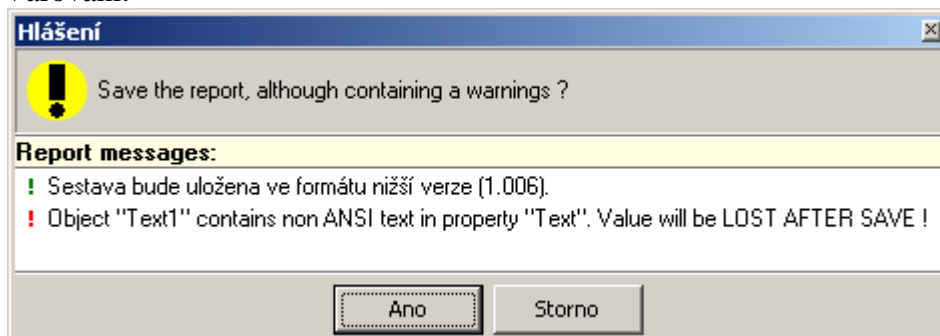 Hlášení
Save the report, although containing a warnings ?
Report messages:
! Sestava bude uložena ve formátu nižší verze (1.006).
! Object "Text1" contains non ANSI text in property "Text". Value will be LOST AFTER SAVE !
Ano Storno